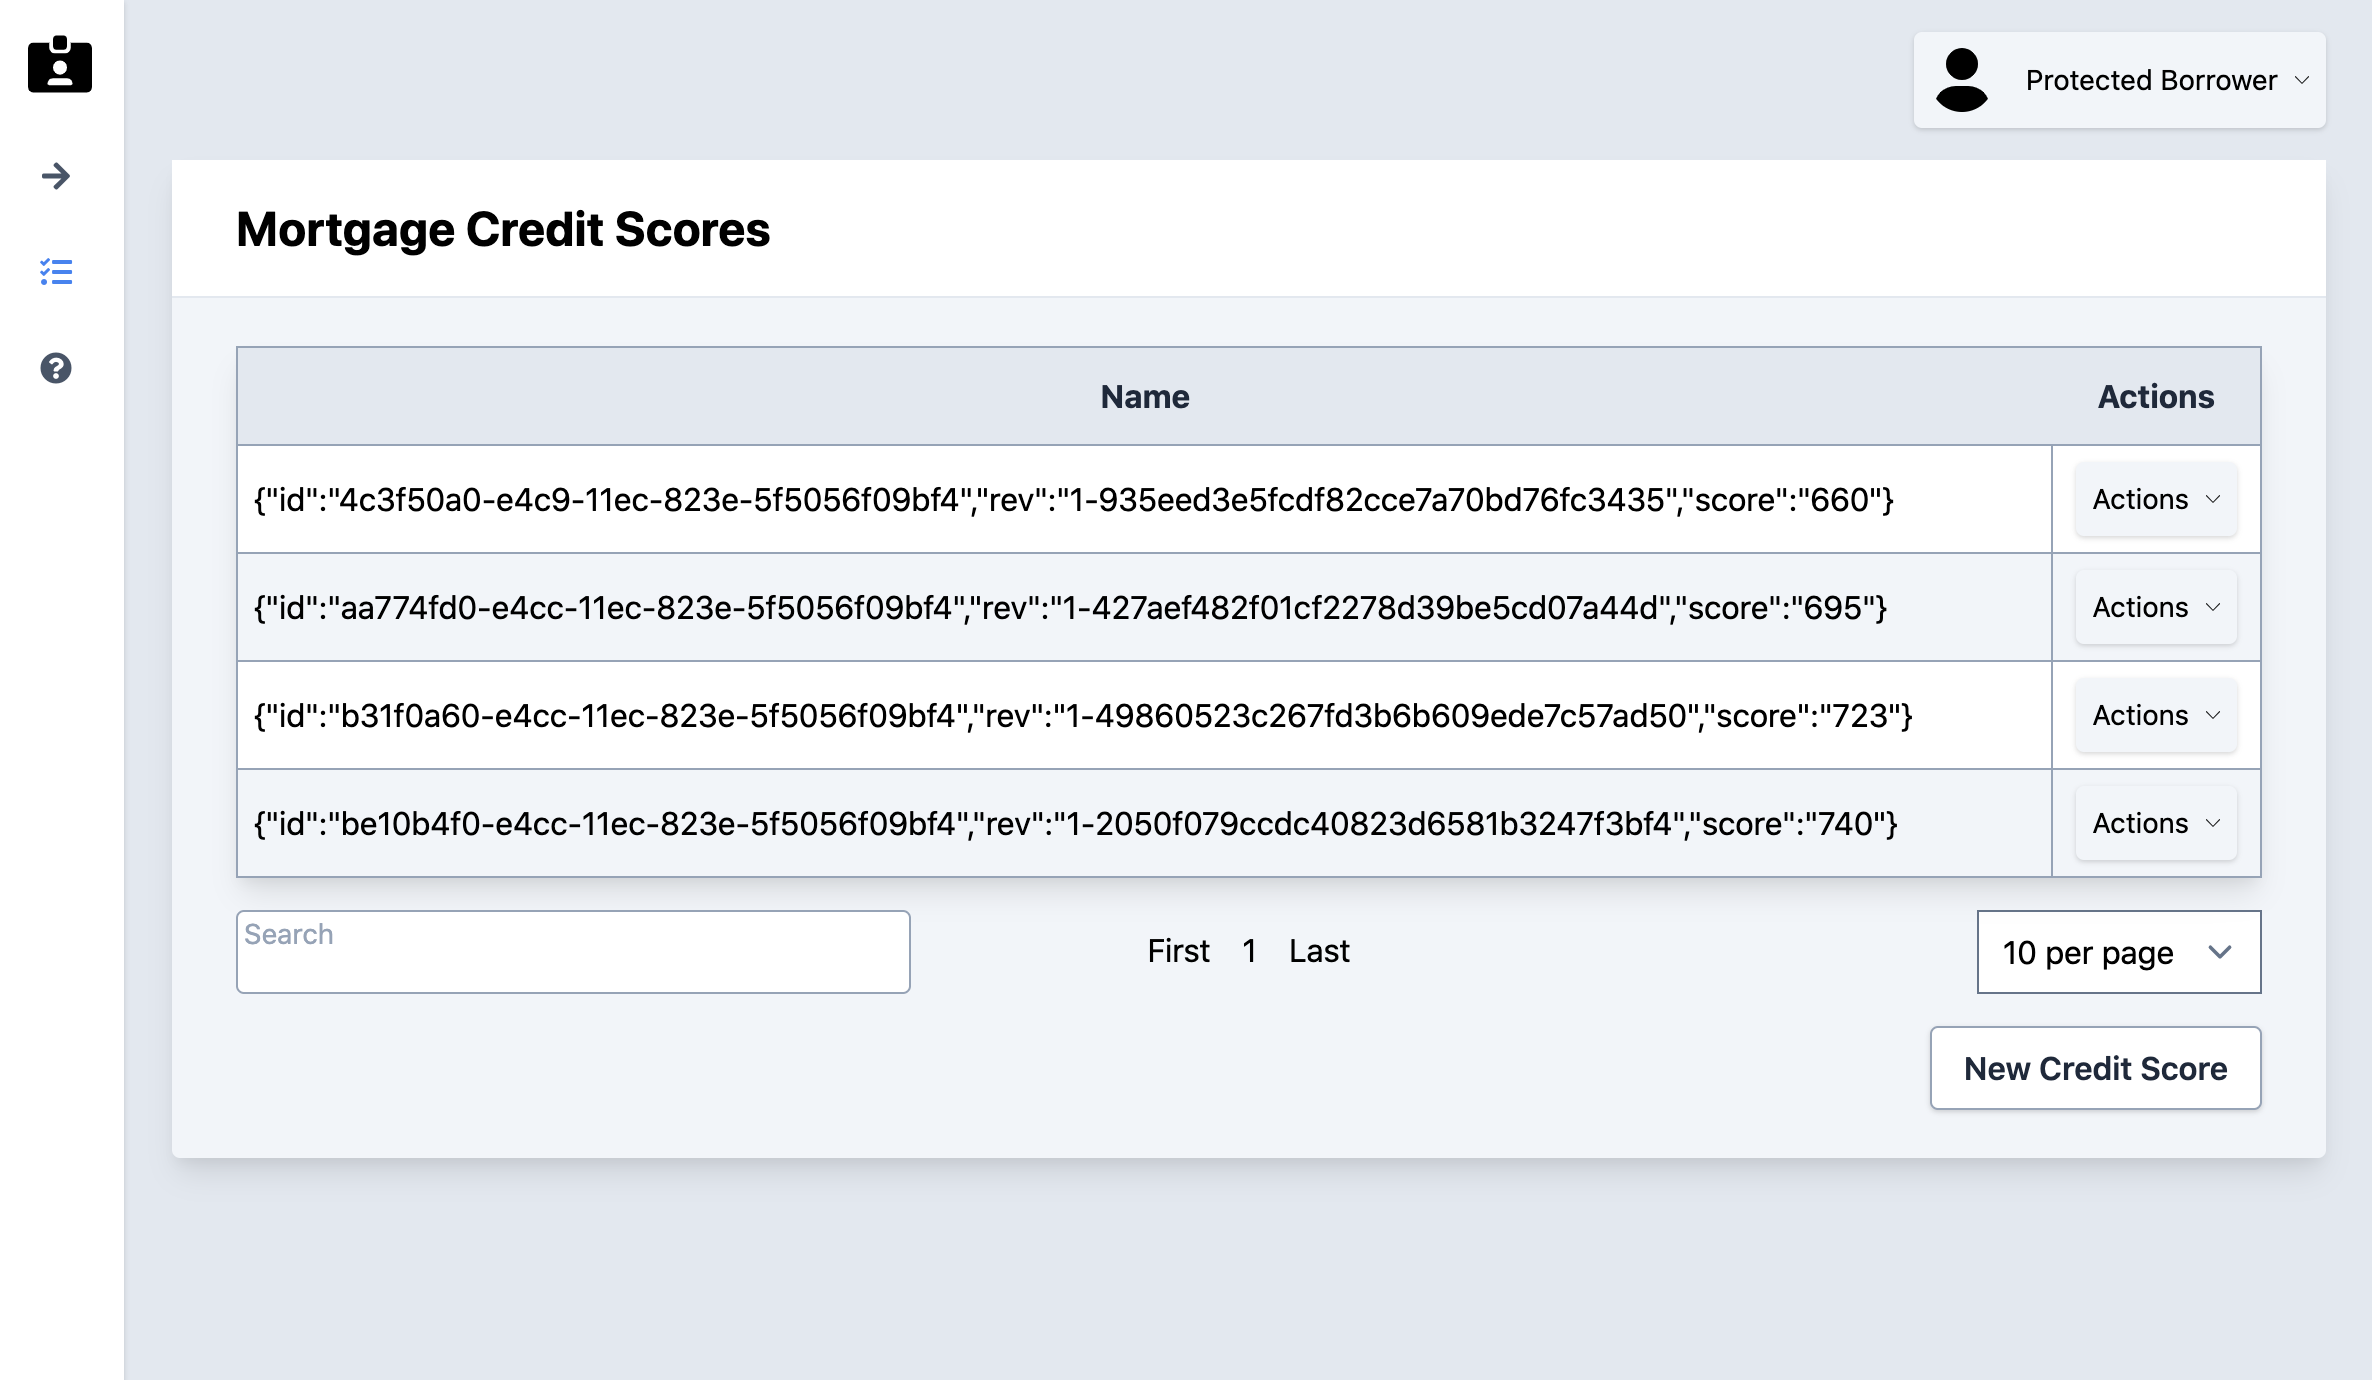 Protected Borrower
Mortgage Credit Scores
Name Actions
{"id":"4c3f50a0-e4c9-11ec-823e-5f5056f09bf4","rev":"1-935eed3e5fcdf82cce7a70bd76fc3435","score":"660"} Actions
{"id":"aa774fd0-e4cc-11ec-823e-5f5056f09bf4","rev":"1-427aef482f01cf2278d39be5cd07a44d","score":"695"} Actions
{"id":"b31f0a60-e4cc-11ec-823e-5f5056f09bf4","rev":"1-49860523c267fd3b6b609ede7c57ad50","score":"723"} Actions
{"id":"be10b4f0-e4cc-11ec-823e-5f5056f09bf4","rev":"1-2050f079ccdc40823d6581b3247f3bf4","score":"740"} Actions
Search First 1 Last 10 per page
New Credit Score